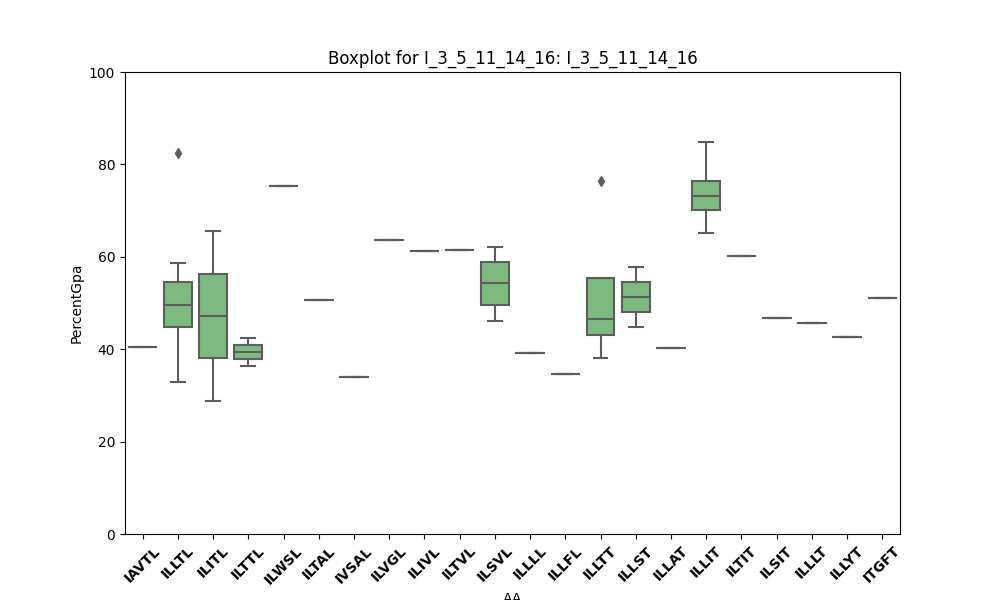 Boxplot for I_3_5_11_14_16: I_3_5_11_14_16
100
80
60
40
20
0
PercentGpa
IAVTL
ILLTL
ILITL
ILTTL
ILWSL
ILTAL
IVSAL
ILVGL
ILIVL
ILTVL
ILSVL
ILLLL
ILLFL
ILLTT
ILLST
ILLAT
ILLIT
ILTIT
ILSIT
ILLLT
ILLYT
ITGFT
AA